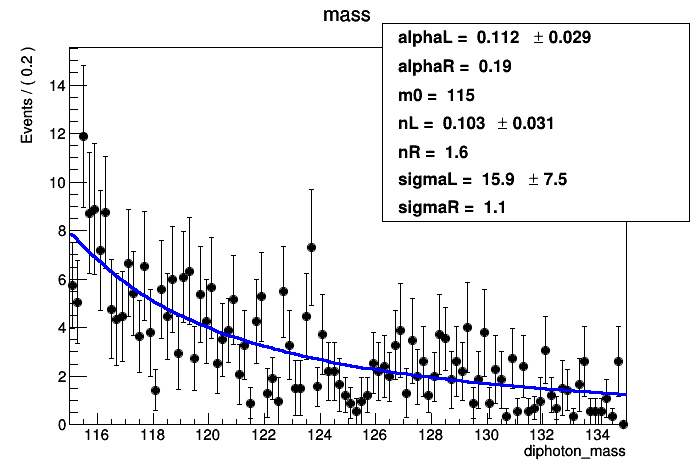 mass
alphaL = 0.112 ± 0.029
alphaR = 0.19
m0 = 115
nL = 0.103 ± 0.031
nR = 1.6
sigmaL = 15.9 ± 7.5
sigmaR = 1.1
Events / ( 0.2 )
14
12
10
8
6
4
2
0
116 118 120 122 124 126 128 130 132 134
diphoton_mass